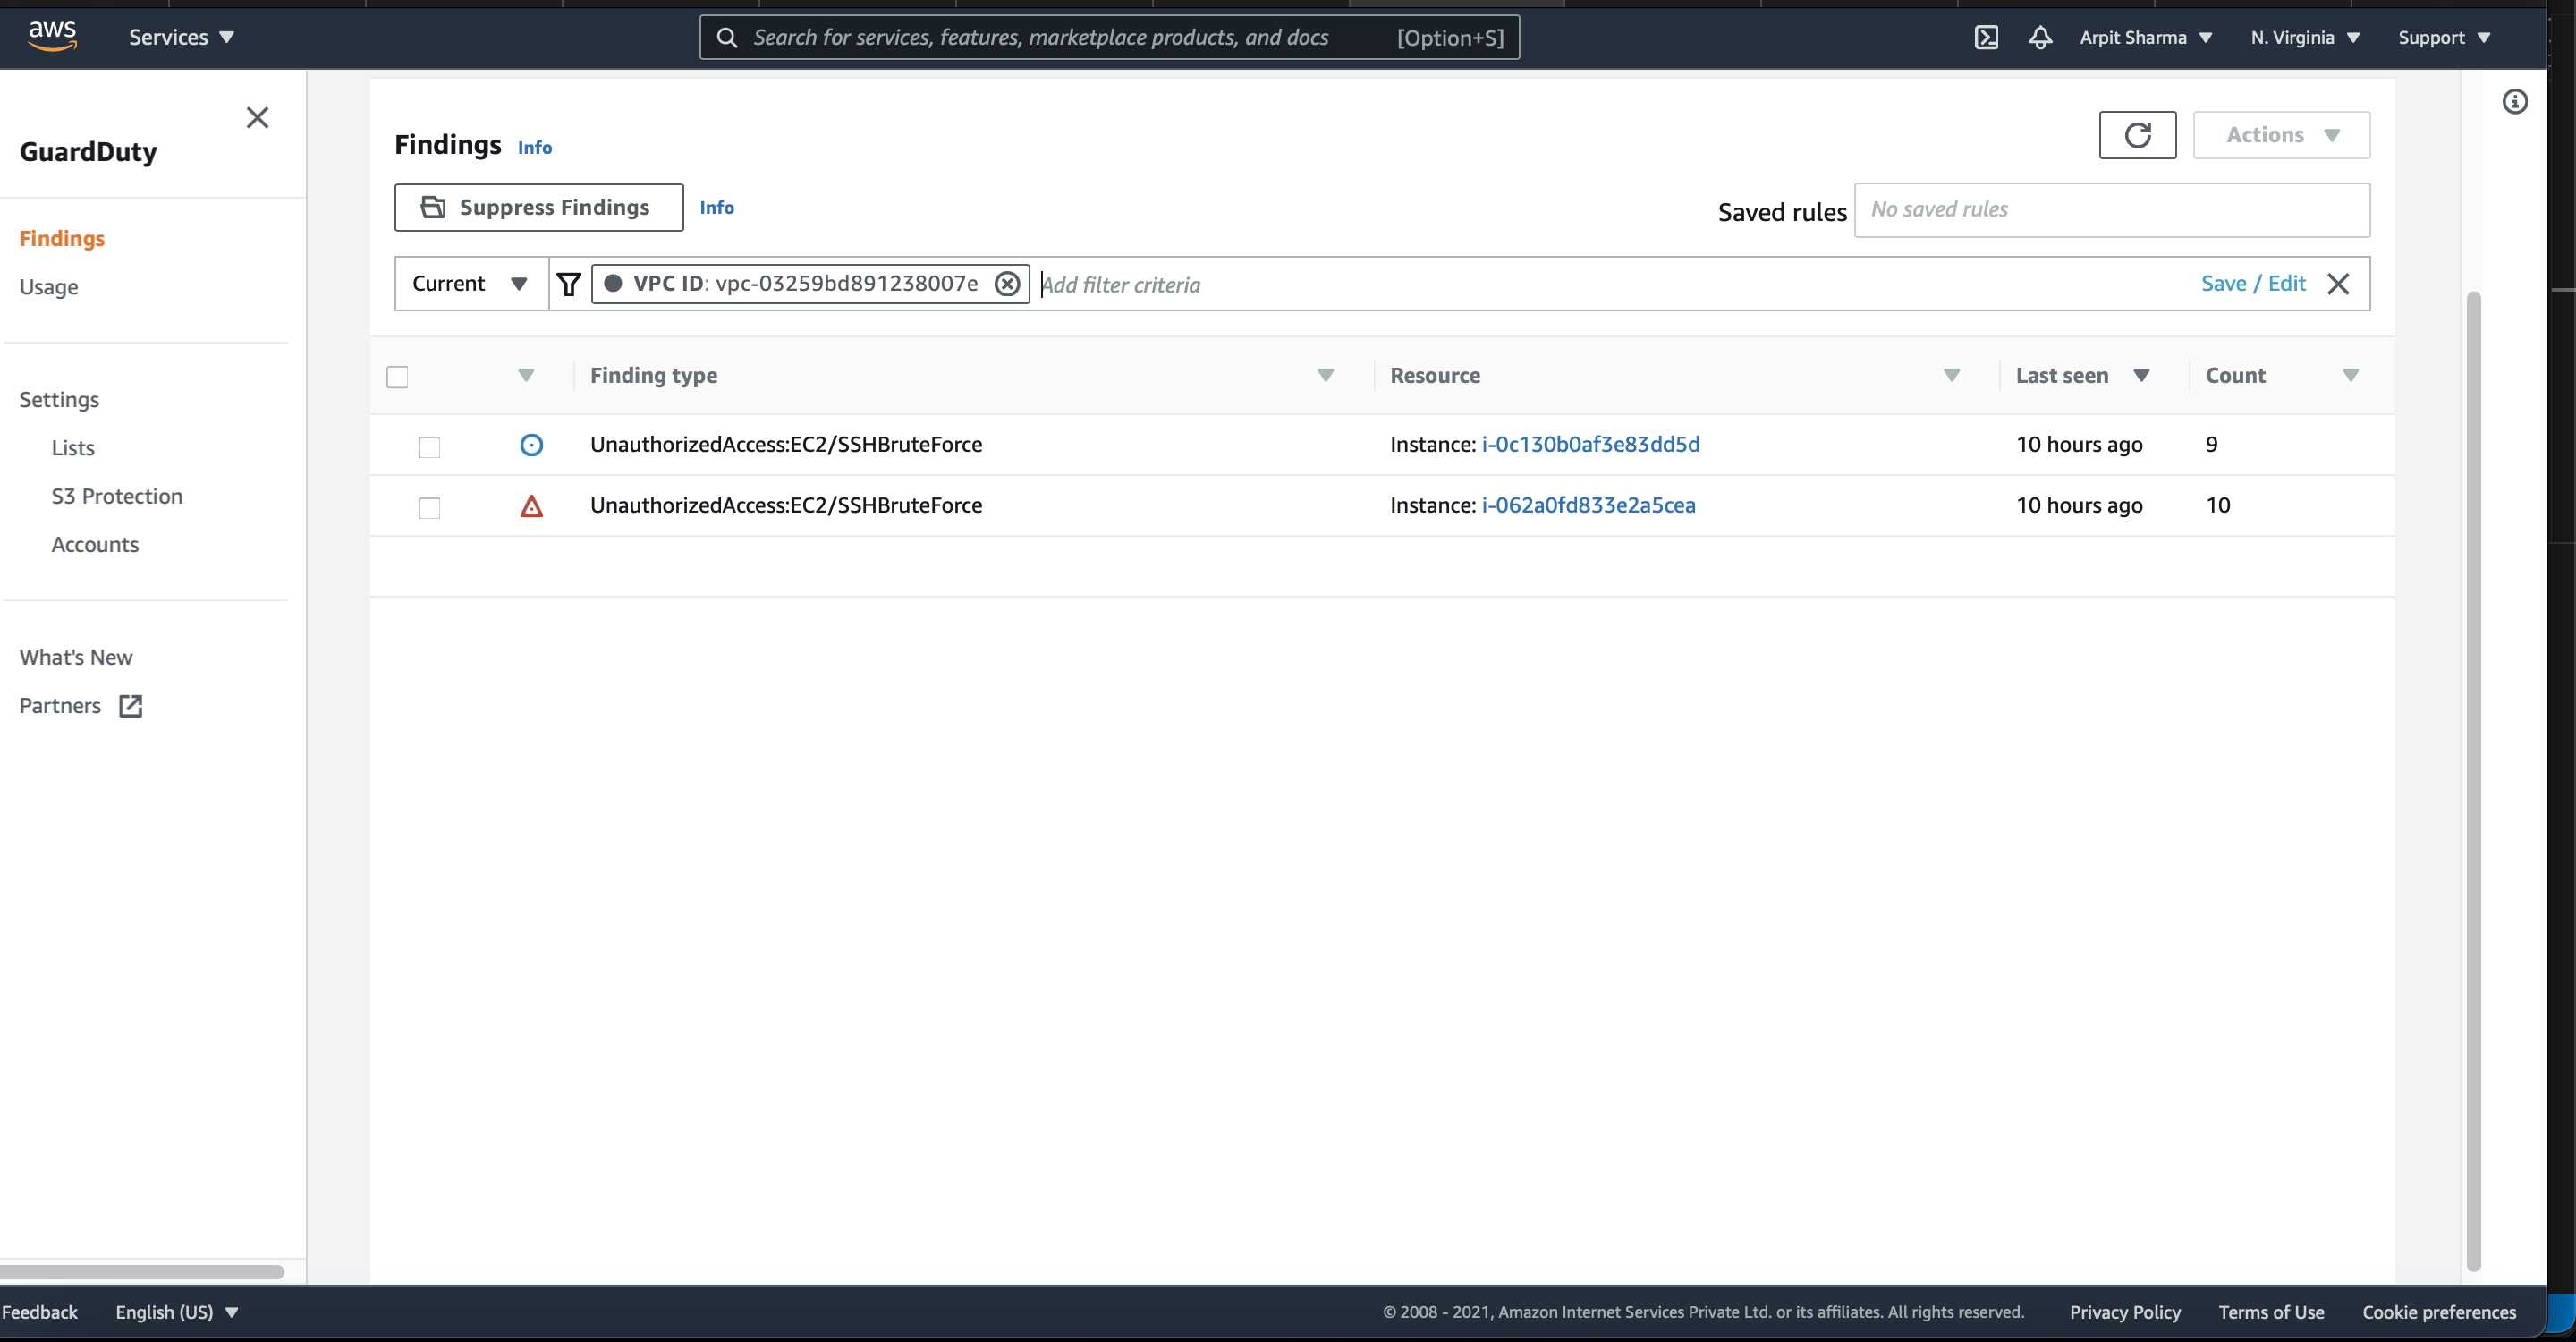 aws Services Search for services, features, marketplace products, and docs [Option+S] Arpit Sharma N. Virginia Support
GuardDuty
Findings
Usage
Settings
Lists
S3 Protection
Accounts
What's New
Partners
Findings Info
Actions
Suppress Findings Info
Saved rules No saved rules
Current VPC ID: vpc-03259bd891238007e Add filter criteria Save / Edit
Finding type Resource Last seen Count
UnauthorizedAccess:EC2/SSHBruteForce Instance: i-0c130b0af3e83dd5d 10 hours ago 9
UnauthorizedAccess:EC2/SSHBruteForce Instance: i-062a0fd833e2a5cea 10 hours ago 10
Feedback English (US) © 2008 - 2021, Amazon Internet Services Private Ltd. or its affiliates. All rights reserved. Privacy Policy Terms of Use Cookie preferences